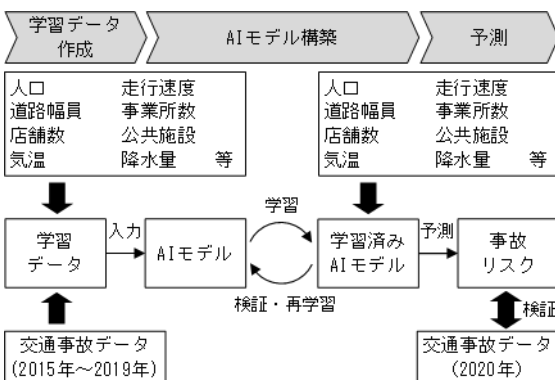 学習データ
作成
AIモデル構築
予測
人口 走行速度
道路幅員 事業所数
店舗数 公共施設
気温 降水量 等
人口 走行速度
道路幅員 事業所数
店舗数 公共施設
気温 降水量 等
学習
データ
入力
AIモデル
学習
検証・再学習
学習済み
AIモデル
予測
事故
リスク
検証
交通事故データ
(2015年～2019年)
交通事故データ
(2020年)